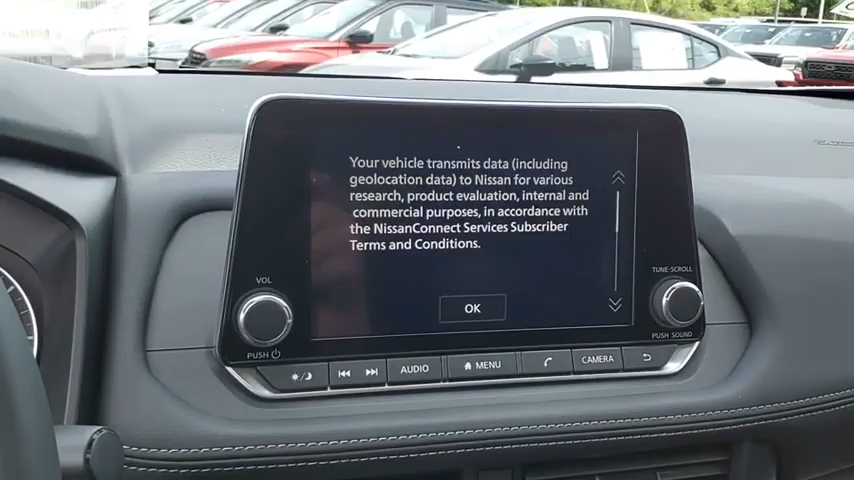 Your vehicle transmits data (including
geolocation data) to Nissan for various
research, product evaluation, internal and
commercial purposes, in accordance with
the NissanConnect Services Subscriber
Terms and Conditions.
OK
VOL
PUSH
TUNE·SCROLL
PUSH SOUND
AUDIO
MENU
CAMERA